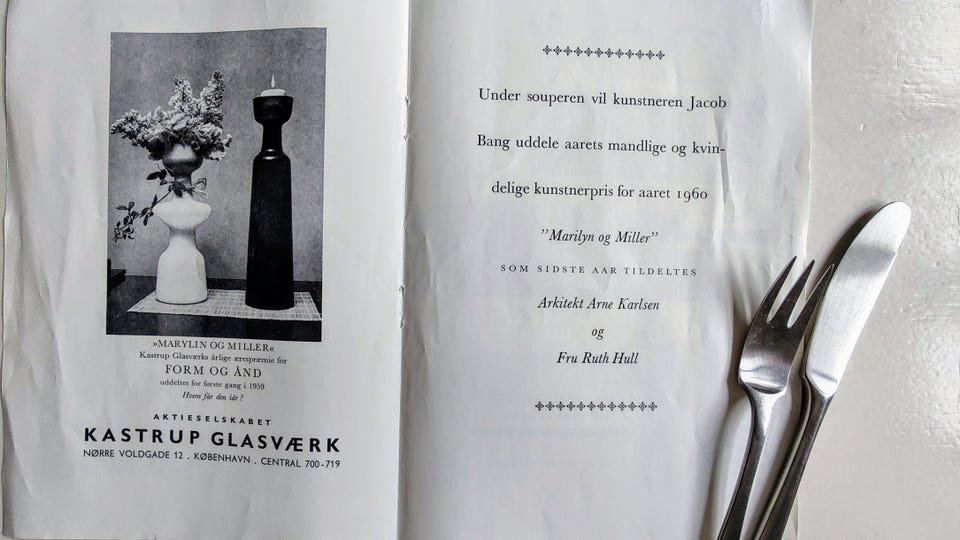 »MARYLIN OG MILLER«
Kastrup Glasværks årlige ærespræmie for
FORM OG ÅND
uddeltes for første gang i 1959
Hvem får den idr?
AKTIESELSKABET
KASTRUP GLASVÆRK
NØRRE VOLDGADE 12 . KØBENHAVN . CENTRAL 700-719
Under souperen vil kunstneren Jacob
Bang uddele aarets mandlige og kvin-
delige kunstnerpris for aaret 1960
”Marilyn og Miller”
SOM SIDSTE AAR TILDELTES
Arkitekt Arne Karlsen
og
Fru Ruth Hull